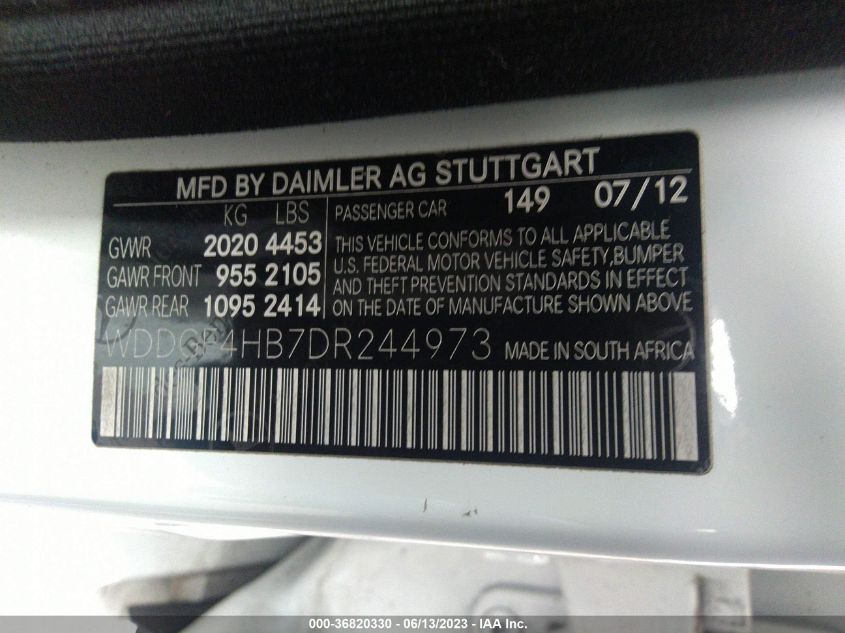 MFD BY DAIMLER AG STUTTGART
KG LBS
GVWR 2020 4453
GAWR FRONT 955 2105
GAWR REAR 1095 2414
PASSENGER CAR 149 07/12
THIS VEHICLE CONFORMS TO ALL APPLICABLE
U.S. FEDERAL MOTOR VEHICLE SAFETY,BUMPER
AND THEFT PREVENTION STANDARDS IN EFFECT
ON THE DATE OF MANUFACTURE SHOWN ABOVE
MADE IN SOUTH AFRICA
000-36820330 - 06/13/2023 - IAA Inc.